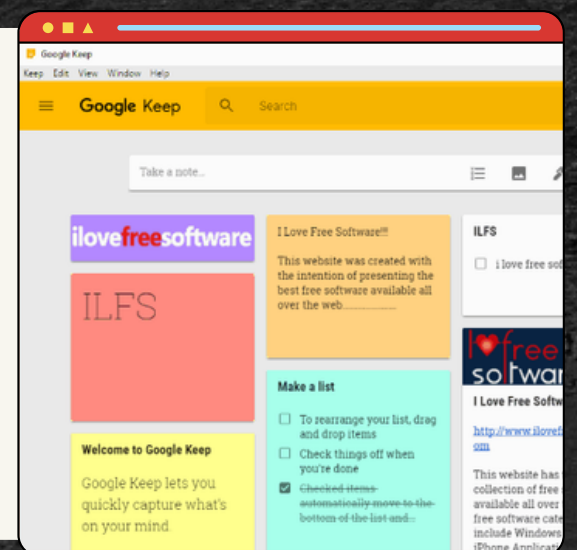 Google Keep
Keep Edit View Window Help
Google Keep
Search
Take a note...
ilovefreesoftware
ILFS
Welcome to Google Keep
Google Keep lets you
quickly capture what's
on your mind.
I Love Free Software!!!
This website was created with
the intention of presenting the
best free software available all
over the web......................
Make a list
To rearrange your list, drag
and drop items
Check things off when
you're done
Checked items
automatically move to the
bottom of the list and...
ILFS
i love free sof
I free
softwar
I Love Free Softw
http://www.ilovef
om
This website has
collection of free
available all over
free software cate
include Windows
iPhone Applicati